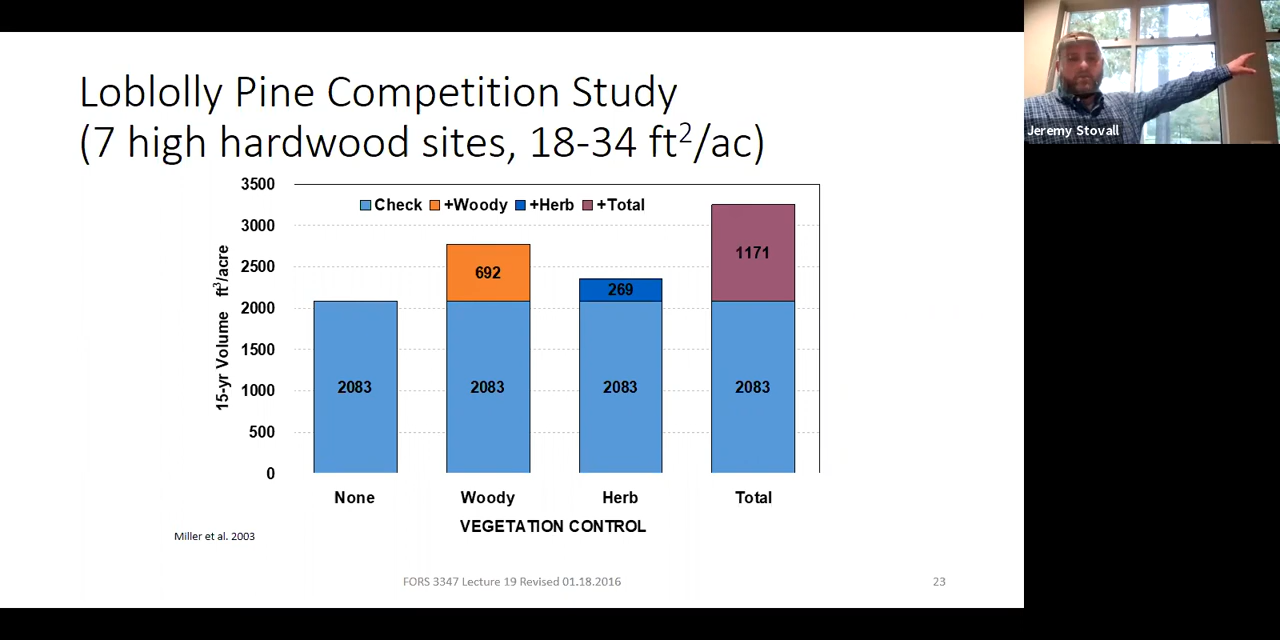 Loblolly Pine Competition Study
(7 high hardwood sites, 18-34 ft²/ac)
3500
3000
2500
2000
1500
1000
500
0
15-yr Volume ft³/acre
Check +Woody +Herb +Total
692
269
1171
2083 2083 2083 2083
None Woody Herb Total
VEGETATION CONTROL
Miller et al. 2003
FORS 3347 Lecture 19 Revised 01.18.2016
23
Jeremy Stovall